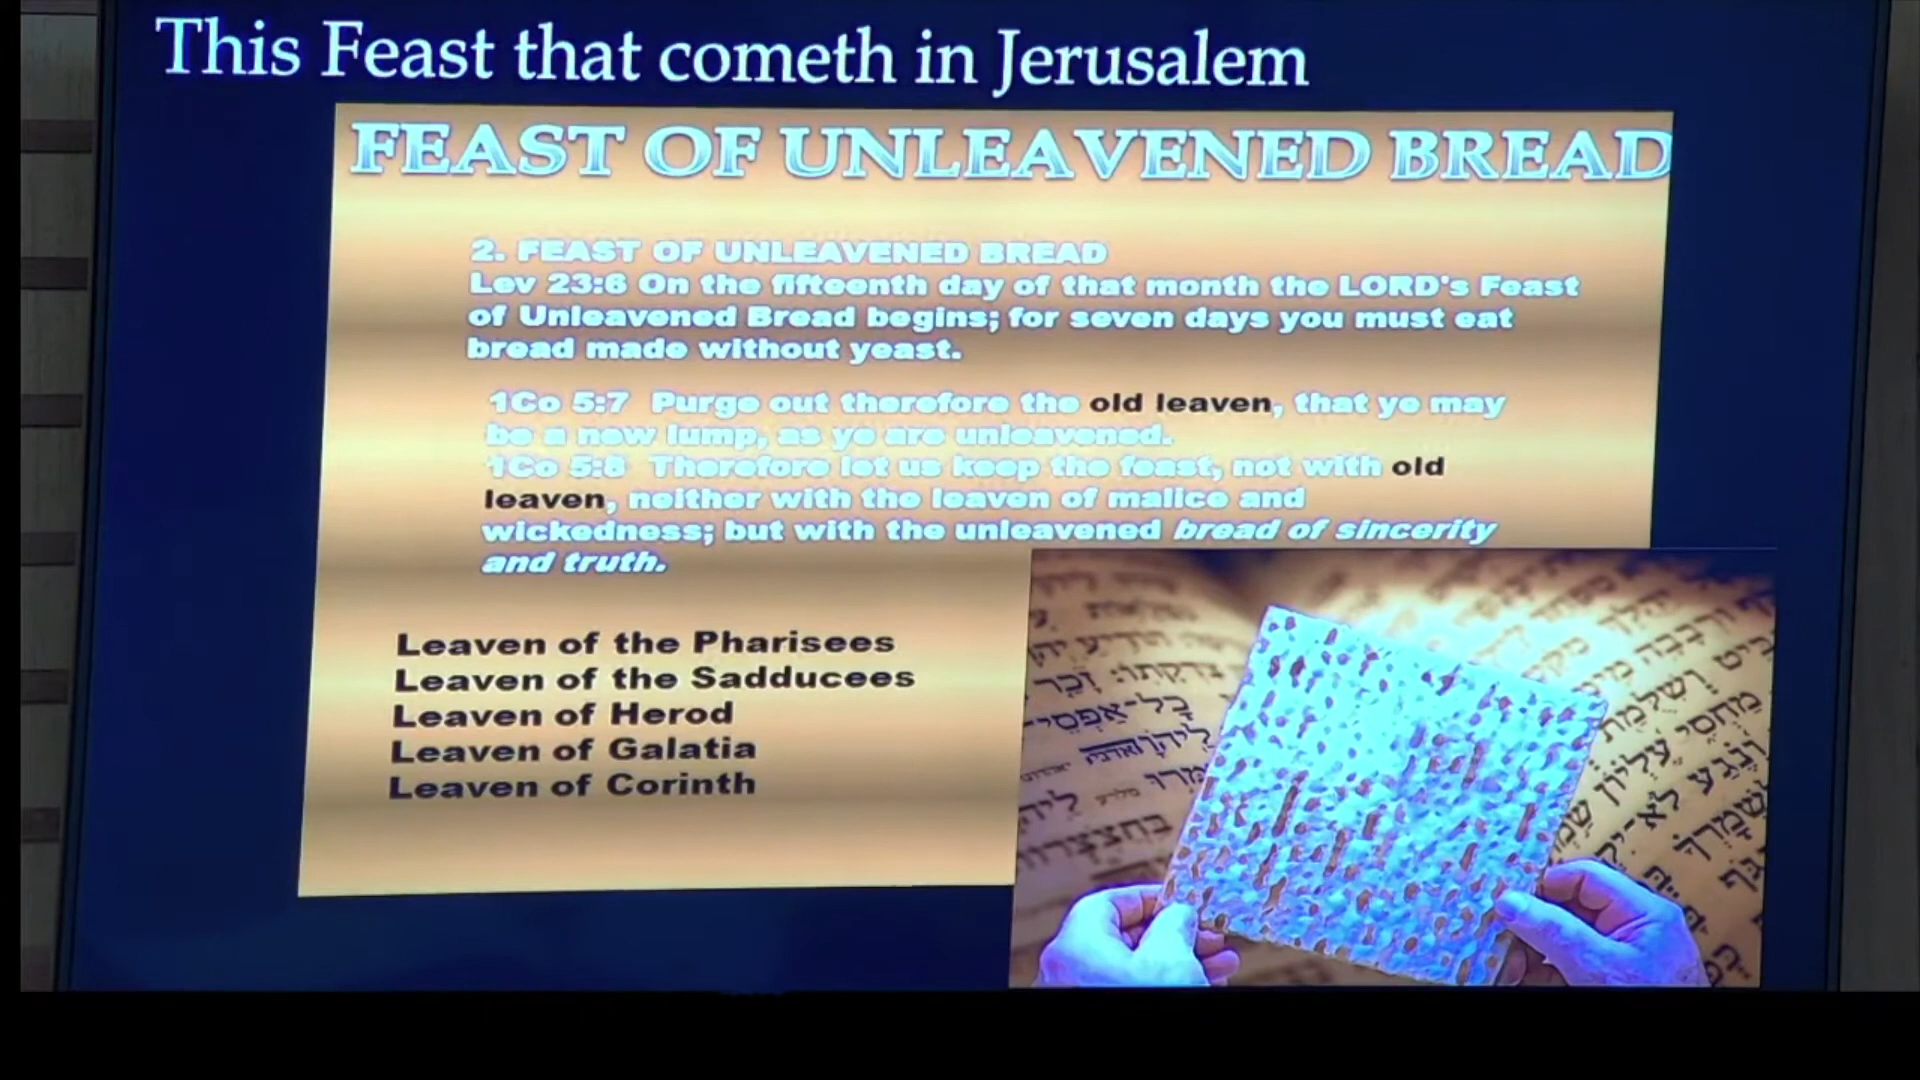 This Feast that cometh in Jerusalem
FEAST OF UNLEAVENED BREAD
2. FEAST OF UNLEAVENED BREAD
Lev 23:6 On the fifteenth day of that month the LORD's Feast
of Unleavened Bread begins; for seven days you must eat
bread made without yeast.
1Co 5:7 Purge out therefore the old leaven, that ye may
be a new lump, as ye are unleavened.
1Co 5:8 Therefore let us keep the feast, not with old
leaven, neither with the leaven of malice and
wickedness; but with the unleavened bread of sincerity
and truth.
Leaven of the Pharisees
Leaven of the Sadducees
Leaven of Herod
Leaven of Galatia
Leaven of Corinth
כָל־אַפְסֵי־